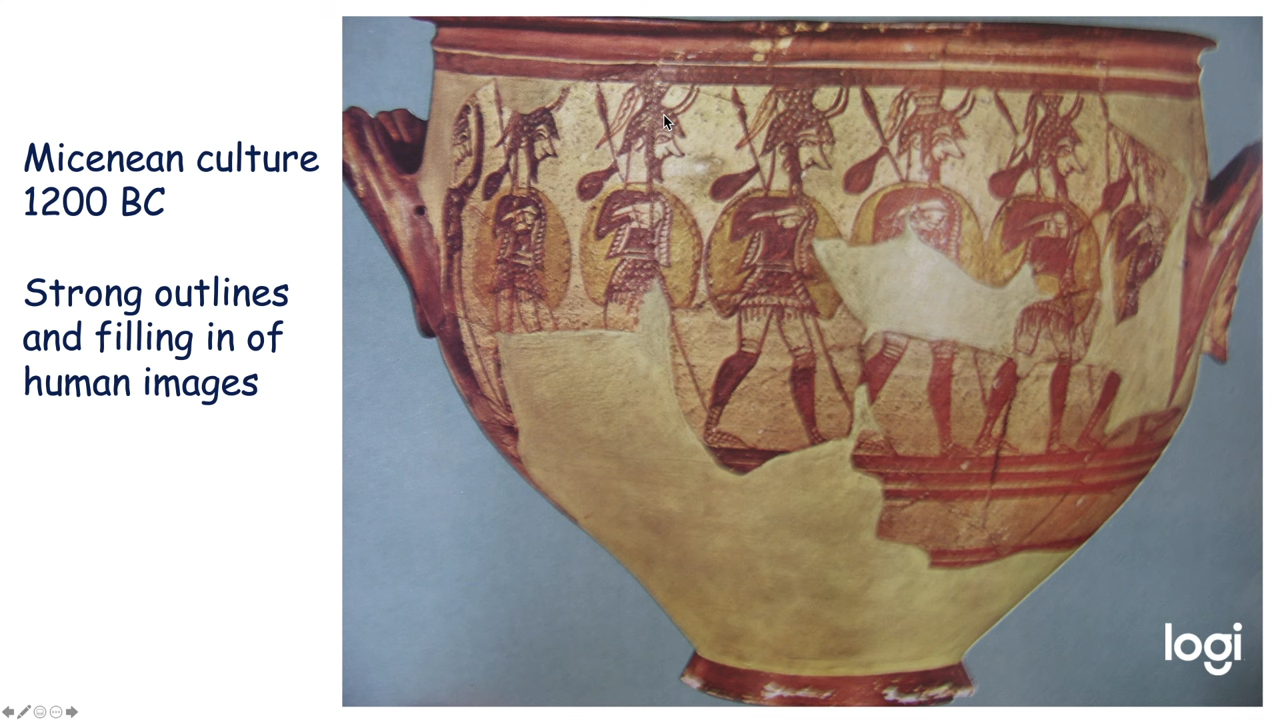 Micenean culture
1200 BC
Strong outlines
and filling in of
human images
logi